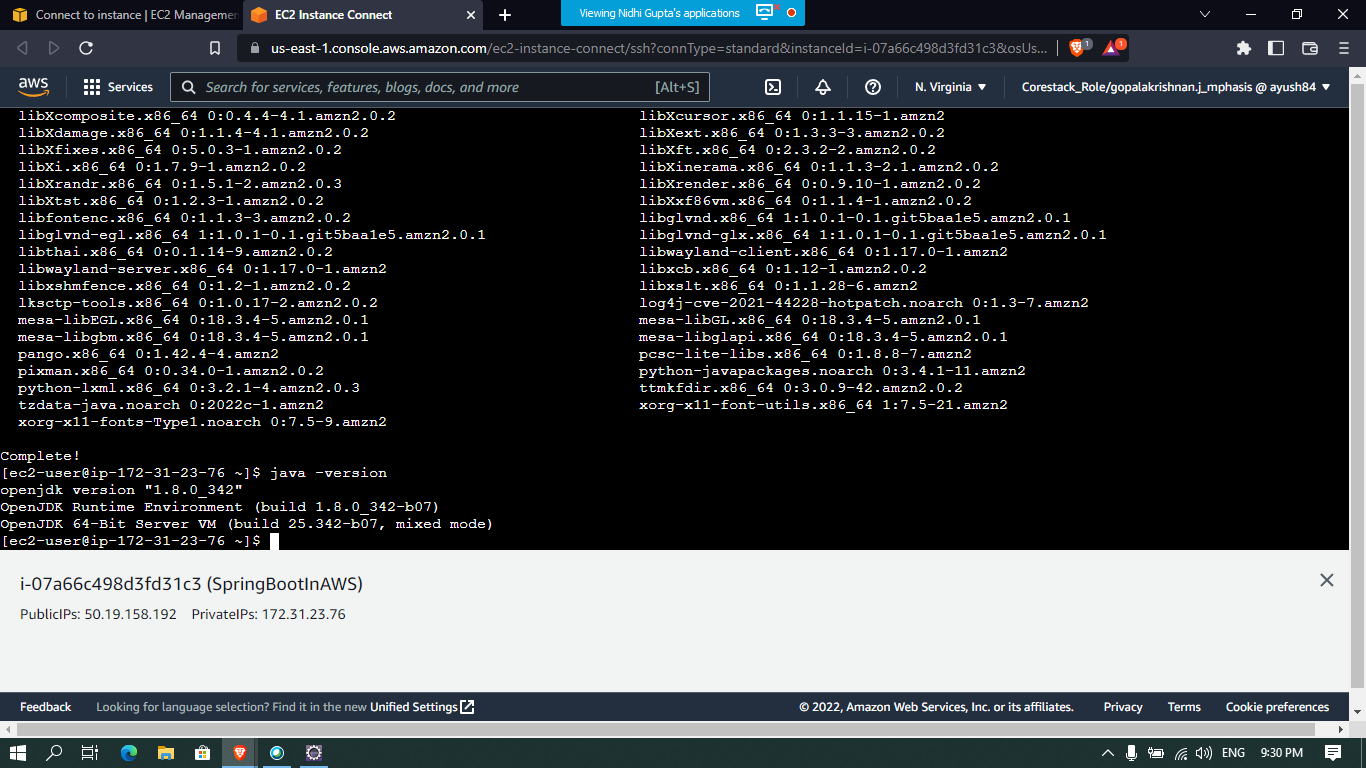 Connect to instance | EC2 Managemen
EC2 Instance Connect
Viewing Nidhi Gupta's applications
us-east-1.console.aws.amazon.com/ec2-instance-connect/ssh?connType=standard&instanceId=i-07a66c498d3fd31c3&osUs...
1
1
aws
Services
Search for services, features, blogs, docs, and more
[Alt+S]
N. Virginia
Corestack_Role/gopalakrishnan.j_mphasis @ ayush84
libXcomposite.x86_64 0:0.4.4-4.1.amzn2.0.2 libXcursor.x86_64 0:1.1.15-1.amzn2
libXdamage.x86_64 0:1.1.4-4.1.amzn2.0.2 libXext.x86_64 0:1.3.3-3.amzn2.0.2
libXfixes.x86_64 0:5.0.3-1.amzn2.0.2 libXft.x86_64 0:2.3.2-2.amzn2.0.2
libXi.x86_64 0:1.7.9-1.amzn2.0.2 libXinerama.x86_64 0:1.1.3-2.1.amzn2.0.2
libXrandr.x86_64 0:1.5.1-2.amzn2.0.3 libXrender.x86_64 0:0.9.10-1.amzn2.0.2
libXtst.x86_64 0:1.2.3-1.amzn2.0.2 libXxf86vm.x86_64 0:1.1.4-1.amzn2.0.2
libfontenc.x86_64 0:1.1.3-3.amzn2.0.2 libglvnd.x86_64 1:1.0.1-0.1.git5baa1e5.amzn2.0.1
libglvnd-egl.x86_64 1:1.0.1-0.1.git5baa1e5.amzn2.0.1 libglvnd-glx.x86_64 1:1.0.1-0.1.git5baa1e5.amzn2.0.1
libthai.x86_64 0:0.1.14-9.amzn2.0.2 libwayland-client.x86_64 0:1.17.0-1.amzn2
libwayland-server.x86_64 0:1.17.0-1.amzn2 libxcb.x86_64 0:1.12-1.amzn2.0.2
libxshmfence.x86_64 0:1.2-1.amzn2.0.2 libxslt.x86_64 0:1.1.28-6.amzn2
lksctp-tools.x86_64 0:1.0.17-2.amzn2.0.2 log4j-cve-2021-44228-hotpatch.noarch 0:1.3-7.amzn2
mesa-libEGL.x86_64 0:18.3.4-5.amzn2.0.1 mesa-libGL.x86_64 0:18.3.4-5.amzn2.0.1
mesa-libgbm.x86_64 0:18.3.4-5.amzn2.0.1 mesa-libglapi.x86_64 0:18.3.4-5.amzn2.0.1
pango.x86_64 0:1.42.4-4.amzn2 pcsc-lite-libs.x86_64 0:1.8.8-7.amzn2
pixman.x86_64 0:0.34.0-1.amzn2.0.2 python-javapackages.noarch 0:3.4.1-11.amzn2
python-lxml.x86_64 0:3.2.1-4.amzn2.0.3 ttmkfdir.x86_64 0:3.0.9-42.amzn2.0.2
tzdata-java.noarch 0:2022c-1.amzn2 xorg-x11-font-utils.x86_64 1:7.5-21.amzn2
xorg-x11-fonts-Type1.noarch 0:7.5-9.amzn2
Complete!
[ec2-user@ip-172-31-23-76 ~]$ java -version
openjdk version "1.8.0_342"
OpenJDK Runtime Environment (build 1.8.0_342-b07)
OpenJDK 64-Bit Server VM (build 25.342-b07, mixed mode)
[ec2-user@ip-172-31-23-76 ~]$
i-07a66c498d3fd31c3 (SpringBootInAWS)
PublicIPs: 50.19.158.192 PrivateIPs: 172.31.23.76
Feedback
Looking for language selection? Find it in the new Unified Settings
© 2022, Amazon Web Services, Inc. or its affiliates.
Privacy
Terms
Cookie preferences
ENG
9:30 PM